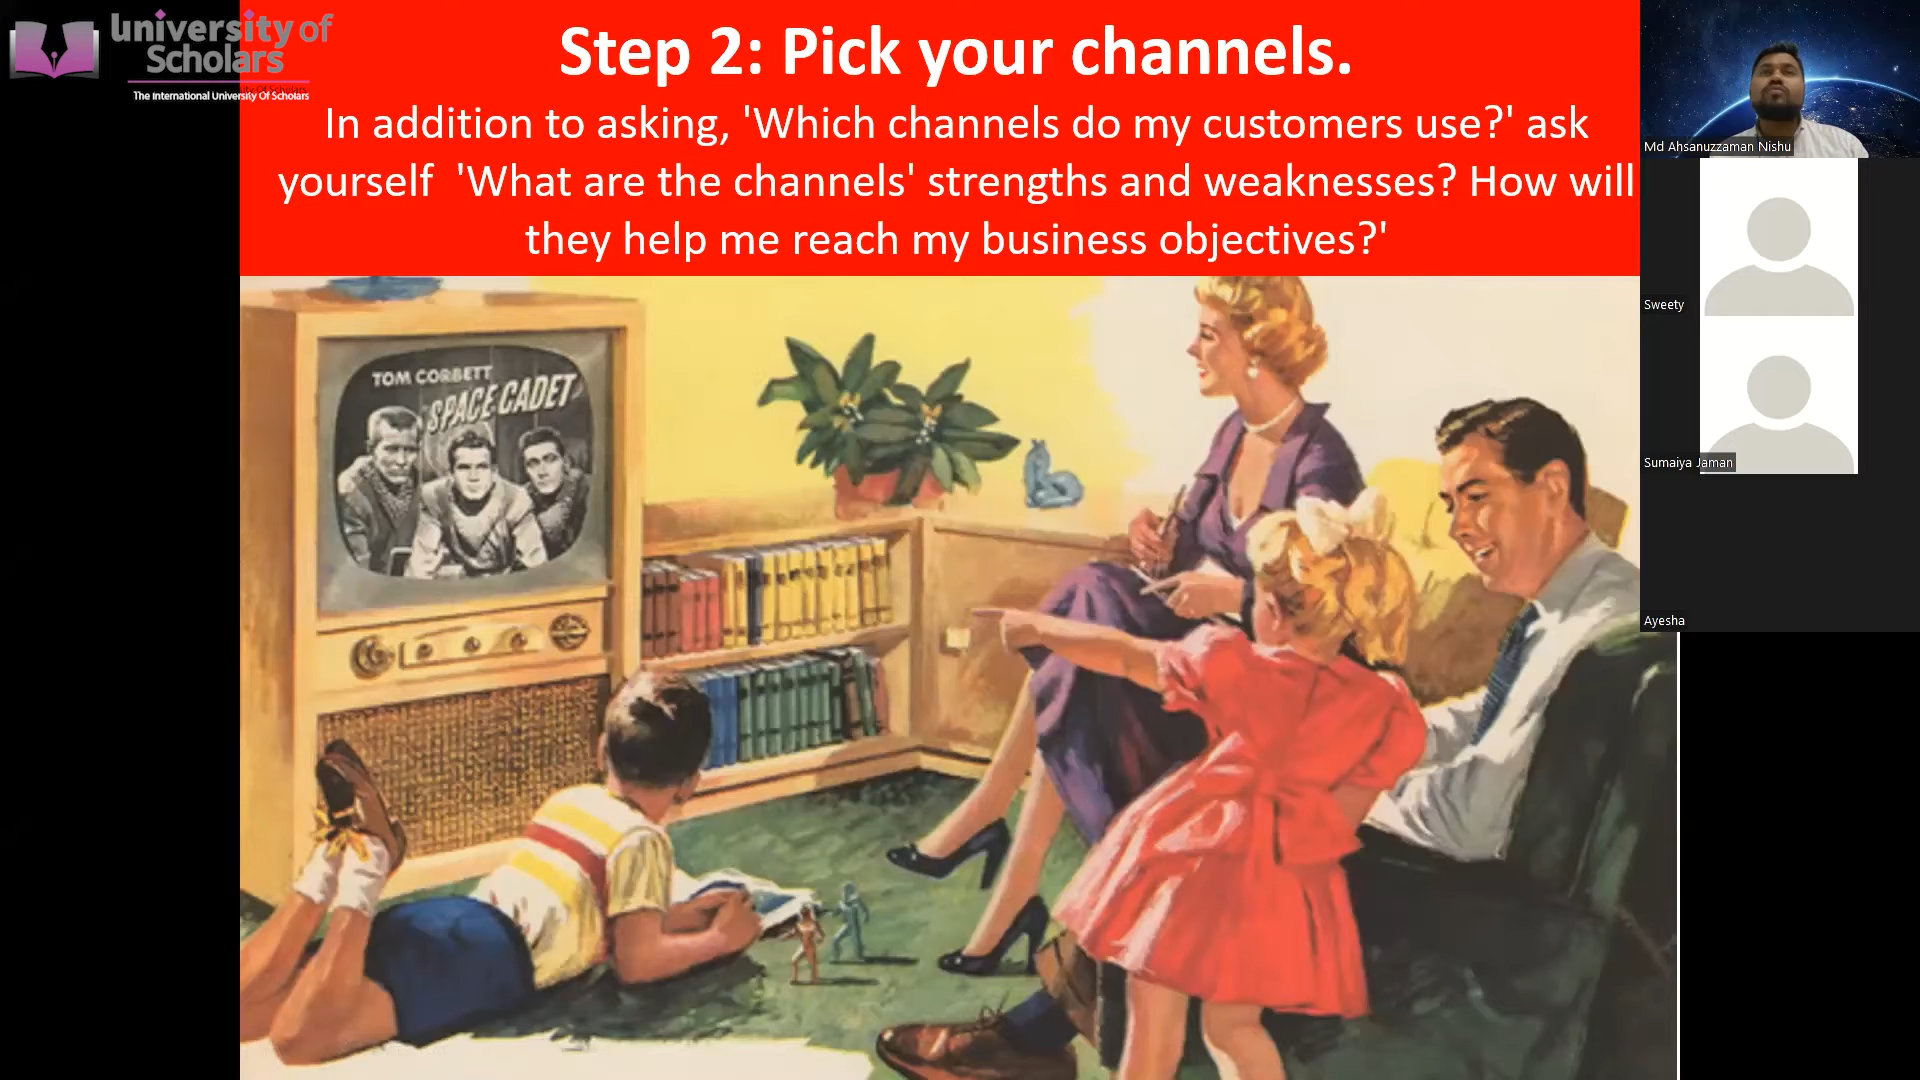 University of
Scholars
The International University Of Scholars
Step 2: Pick your channels.
In addition to asking, 'Which channels do my customers use?' ask
yourself 'What are the channels' strengths and weaknesses? How will
they help me reach my business objectives?'
TOM CORBETT
SPACE CADET
Md Ahsanuzzaman Nishu
Sweety
Sumaiya Jaman
Ayesha